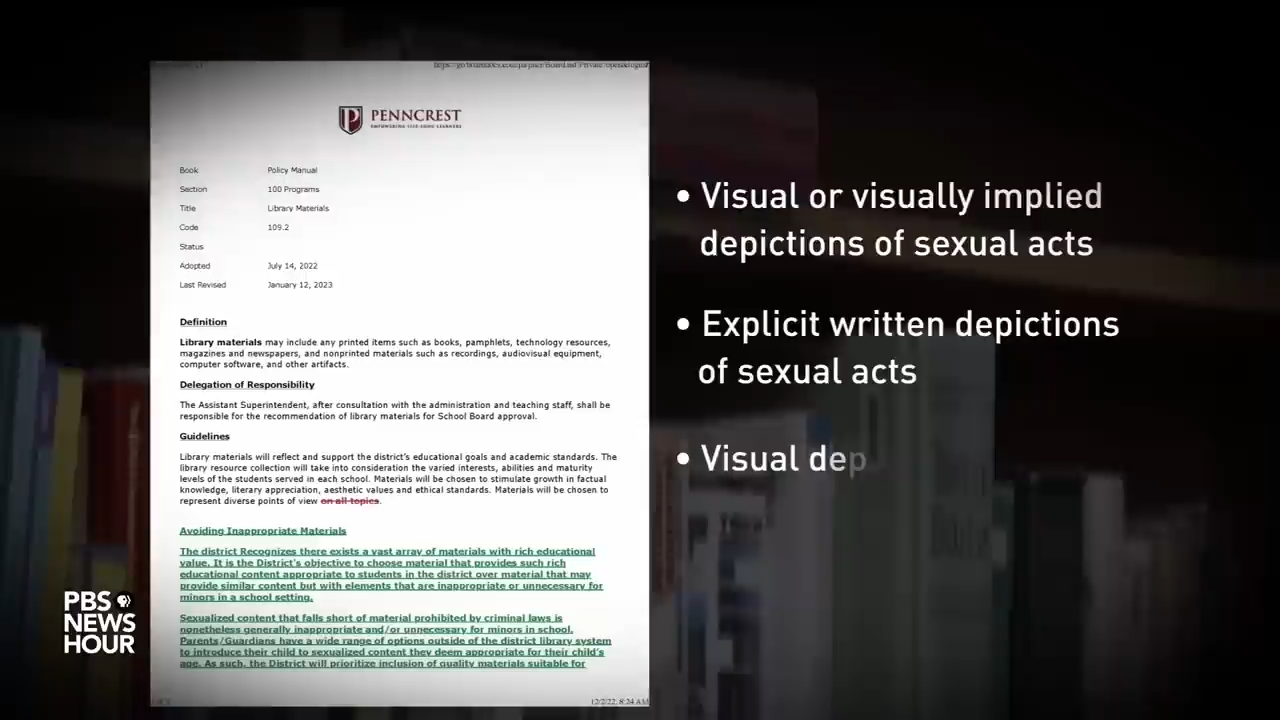 PENNCREST
EMPOWERING LIFE-LONG LEARNERS
Book Policy Manual
Section 100 Programs
Title Library Materials
Code 109.2
Status
Adopted July 14, 2022
Last Revised January 12, 2023
Definition
Library materials may include any printed items such as books, pamphlets, technology resources,
magazines and newspapers, and nonprinted materials such as recordings, audiovisual equipment,
computer software, and other artifacts.
Delegation of Responsibility
The Assistant Superintendent, after consultation with the administration and teaching staff, shall be
responsible for the recommendation of library materials for School Board approval.
Guidelines
Library materials will reflect and support the district's educational goals and academic standards. The
library resource collection will take into consideration the varied interests, abilities and maturity
levels of the students served in each school. Materials will be chosen to stimulate growth in factual
knowledge, literary appreciation, aesthetic values and ethical standards. Materials will be chosen to
represent diverse points of view on all topics.
Avoiding Inappropriate Materials
The district Recognizes there exists a vast array of materials with rich educational
value. It is the District's objective to choose material that provides such rich
educational content appropriate to students in the district over material that may
provide similar content but with elements that are inappropriate or unnecessary for
minors in a school setting.
Sexualized content that falls short of material prohibited by criminal laws is
nonetheless generally inappropriate and/or unnecessary for minors in school.
Parents/Guardians have a wide range of options outside of the district library system
to introduce their child to sexualized content they deem appropriate for their child's
age. As such, the District will prioritize inclusion of quality materials suitable for
12/2/22, 8:24 AM
• Visual or visually implied
depictions of sexual acts
• Explicit written depictions
of sexual acts
• Visual dep
PBS
NEWS
HOUR